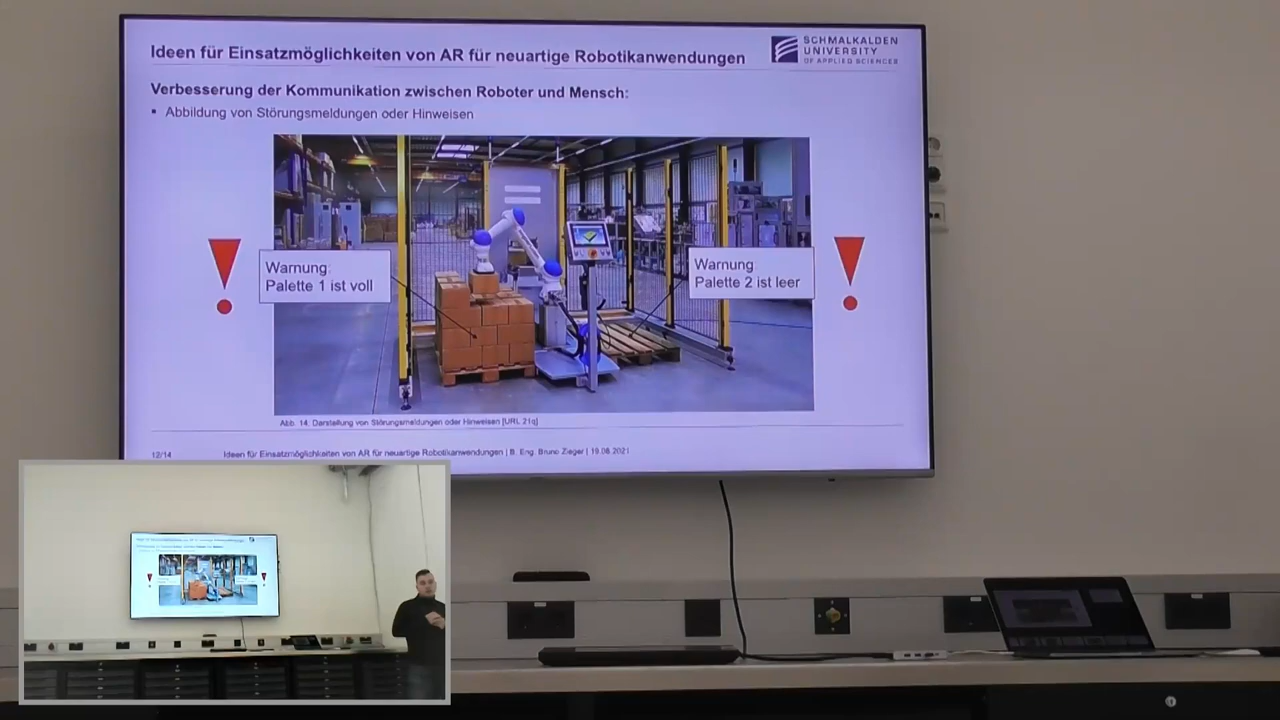 Ideen für Einsatzmöglichkeiten von AR für neuartige Robotikanwendungen
SCHMALKALDEN
UNIVERSITY
OF APPLIED SCIENCES
Verbesserung der Kommunikation zwischen Roboter und Mensch:
▪ Abbildung von Störungsmeldungen oder Hinweisen
Warnung:
Palette 1 ist voll
Warnung:
Palette 2 ist leer
Abb. 14: Darstellung von Störungsmeldungen oder Hinweisen [URL 21q]
12/14
Ideen für Einsatzmöglichkeiten von AR für neuartige Robotikanwendungen | B. Eng. Bruno Zieger | 19.08.2021